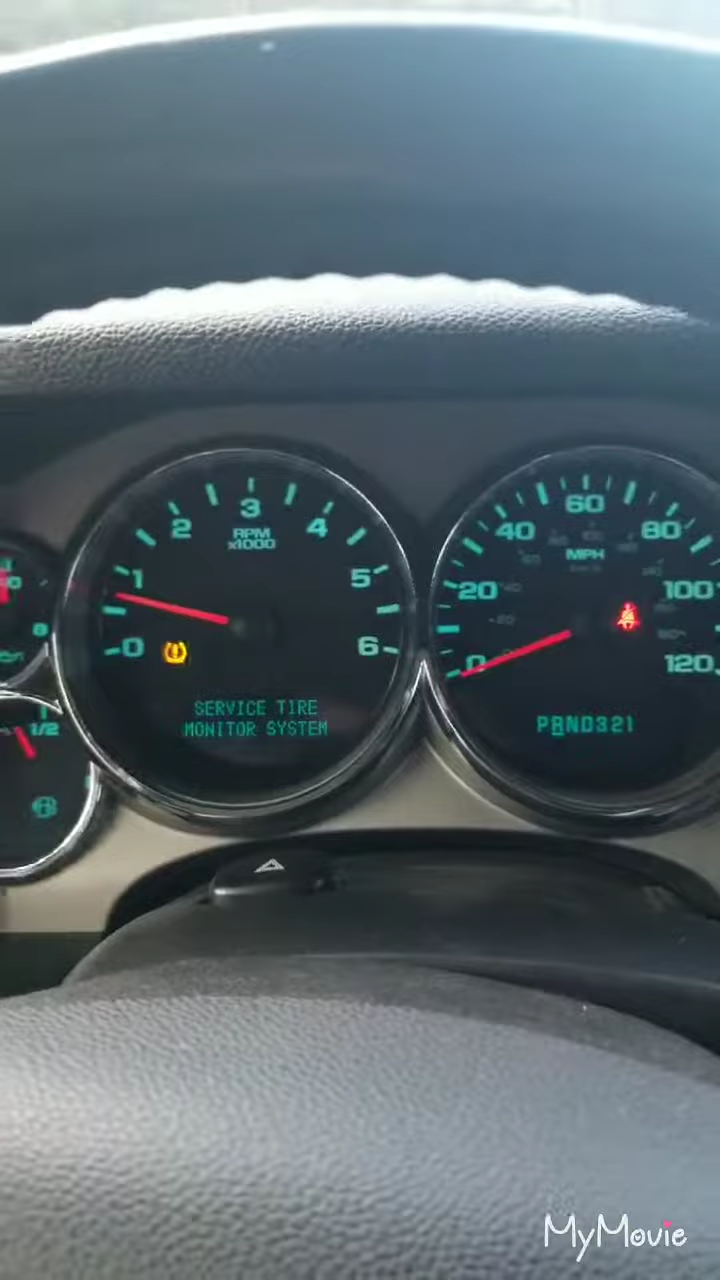 3
2
4
RPM
x1000
1
5
0
6
SERVICE TIRE
MONITOR SYSTEM
1/2
60
40
80
MPH
20
100
0
120
PRND321
MyMovie